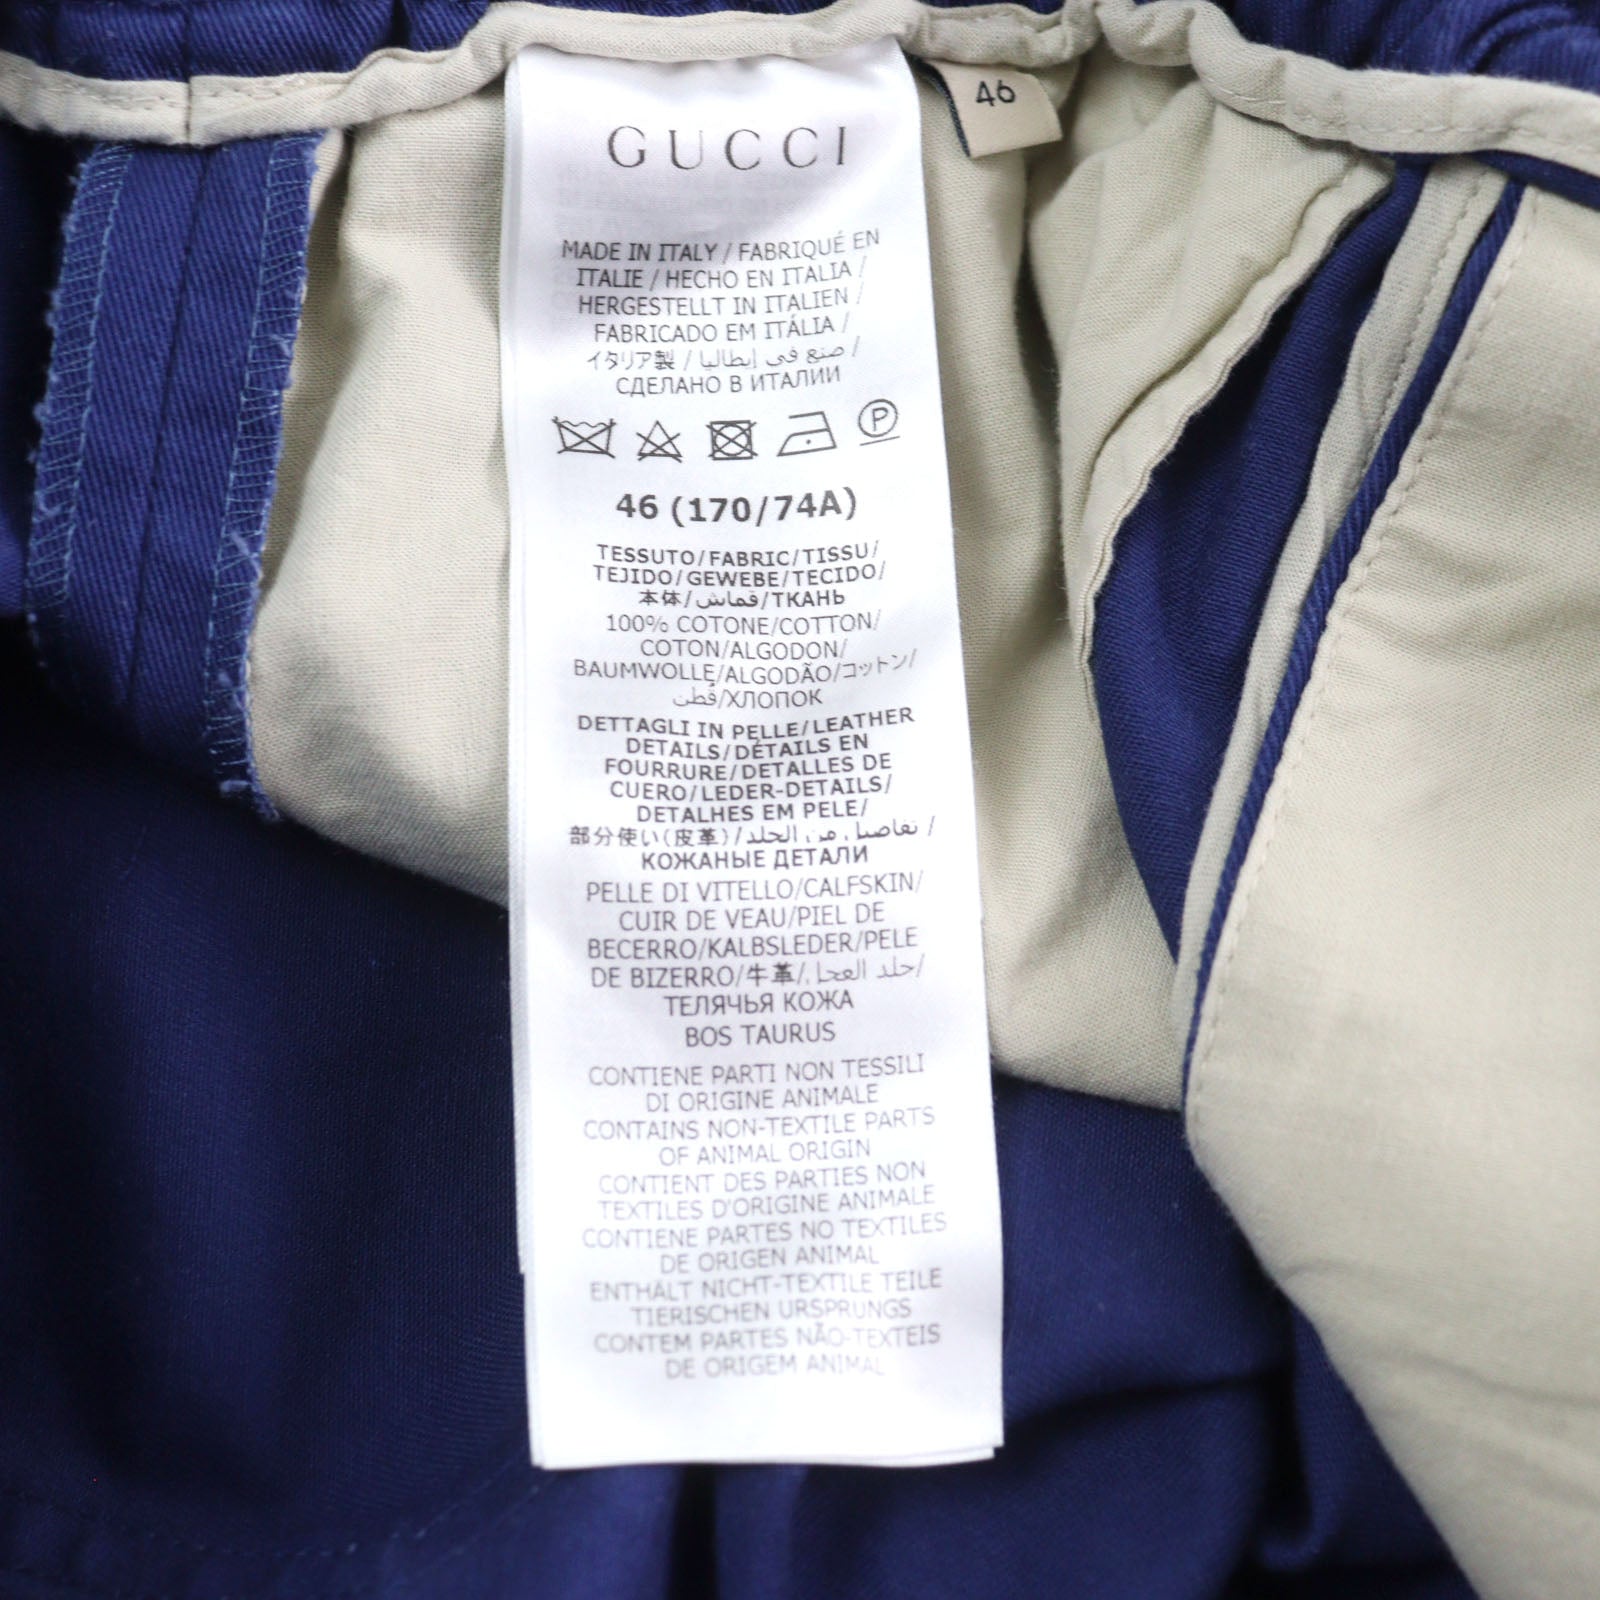 GUCCI
46
MADE IN ITALY / FABRIQUÉ EN
ITALIE / HECHO EN ITALIA /
HERGESTELLT IN ITALIEN /
FABRICADO EM ITÁLIA /
イタリア製 / صنع في إيطاليا /
СДЕЛАНО В ИТАЛИИ
P
46 (170/74A)
TESSUTO/FABRIC/TISSU/
TEJIDO/GEWEBE/TECIDO/
本体/قماش/ТКАНЬ
100% COTONE/COTTON/
COTON/ALGODON/
BAUMWOLLE/ALGODÃO/コットン/
قطن/ХЛОПОК
DETTAGLI IN PELLE/LEATHER
DETAILS/DÉTAILS EN
FOURRURE/DETALLES DE
CUERO/LEDER-DETAILS/
DETALHES EM PELE/
部分使い(皮革)/تفاصيل من الجلد /
КОЖАНЫЕ ДЕТАЛИ
PELLE DI VITELLO/CALFSKIN/
CUIR DE VEAU/PIEL DE
BECERRO/KALBSLEDER/PELE
DE BIZERRO/牛革/جلد العجل/
ТЕЛЯЧЬЯ КОЖА
BOS TAURUS
CONTIENE PARTI NON TESSILI
DI ORIGINE ANIMALE
CONTAINS NON-TEXTILE PARTS
OF ANIMAL ORIGIN
CONTIENT DES PARTIES NON
TEXTILES D'ORIGINE ANIMALE
CONTIENE PARTES NO TEXTILES
DE ORIGEN ANIMAL
ENTHÄLT NICHT-TEXTILE TEILE
TIERISCHEN URSPRUNGS
CONTEM PARTES NÃO-TEXTEIS
DE ORIGEM ANIMAL